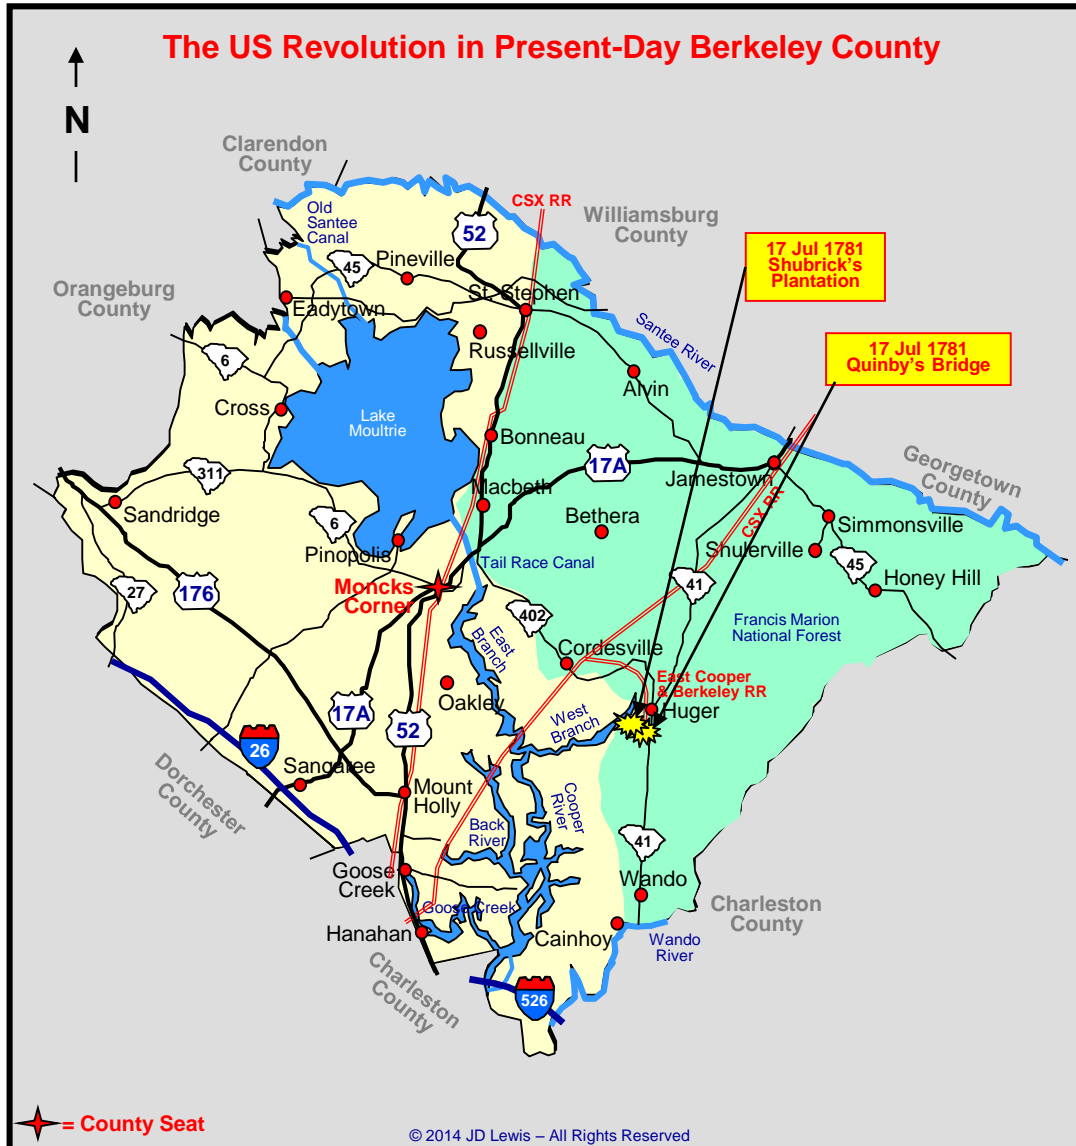 The US Revolution in Present-Day Berkeley County
N
Clarendon
County
Old
Santee
Canal
CSX RR
52
Williamsburg
County
17 Jul 1781
Shubrick's
Plantation
45
Pineville
Orangeburg
County
Eadytown
St. Stephen
Russellville
Santee River
17 Jul 1781
Quinby's Bridge
6
Alvin
Cross
Lake
Moultrie
Bonneau
17A
Jamestown
Georgetown
County
311
Sandridge
Macbeth
CSX RR
Bethera
Simmonsville
6
Pinopolis
Shulerville
Tail Race Canal
45
Honey Hill
41
Moncks
Corner
27
176
402
Francis Marion
National Forest
East
Branch
Cordesville
East Cooper
& Berkeley RR
Oakley
Huger
17A
52
West
Branch
26
Sangaree
Dorchester
County
Mount
Holly
Cooper
River
Back
River
41
Goose
Creek
Wando
Goose Creek
Charleston
County
Hanahan
Cainhoy
Wando
River
Charleston
County
526
= County Seat
© 2014 JD Lewis – All Rights Reserved